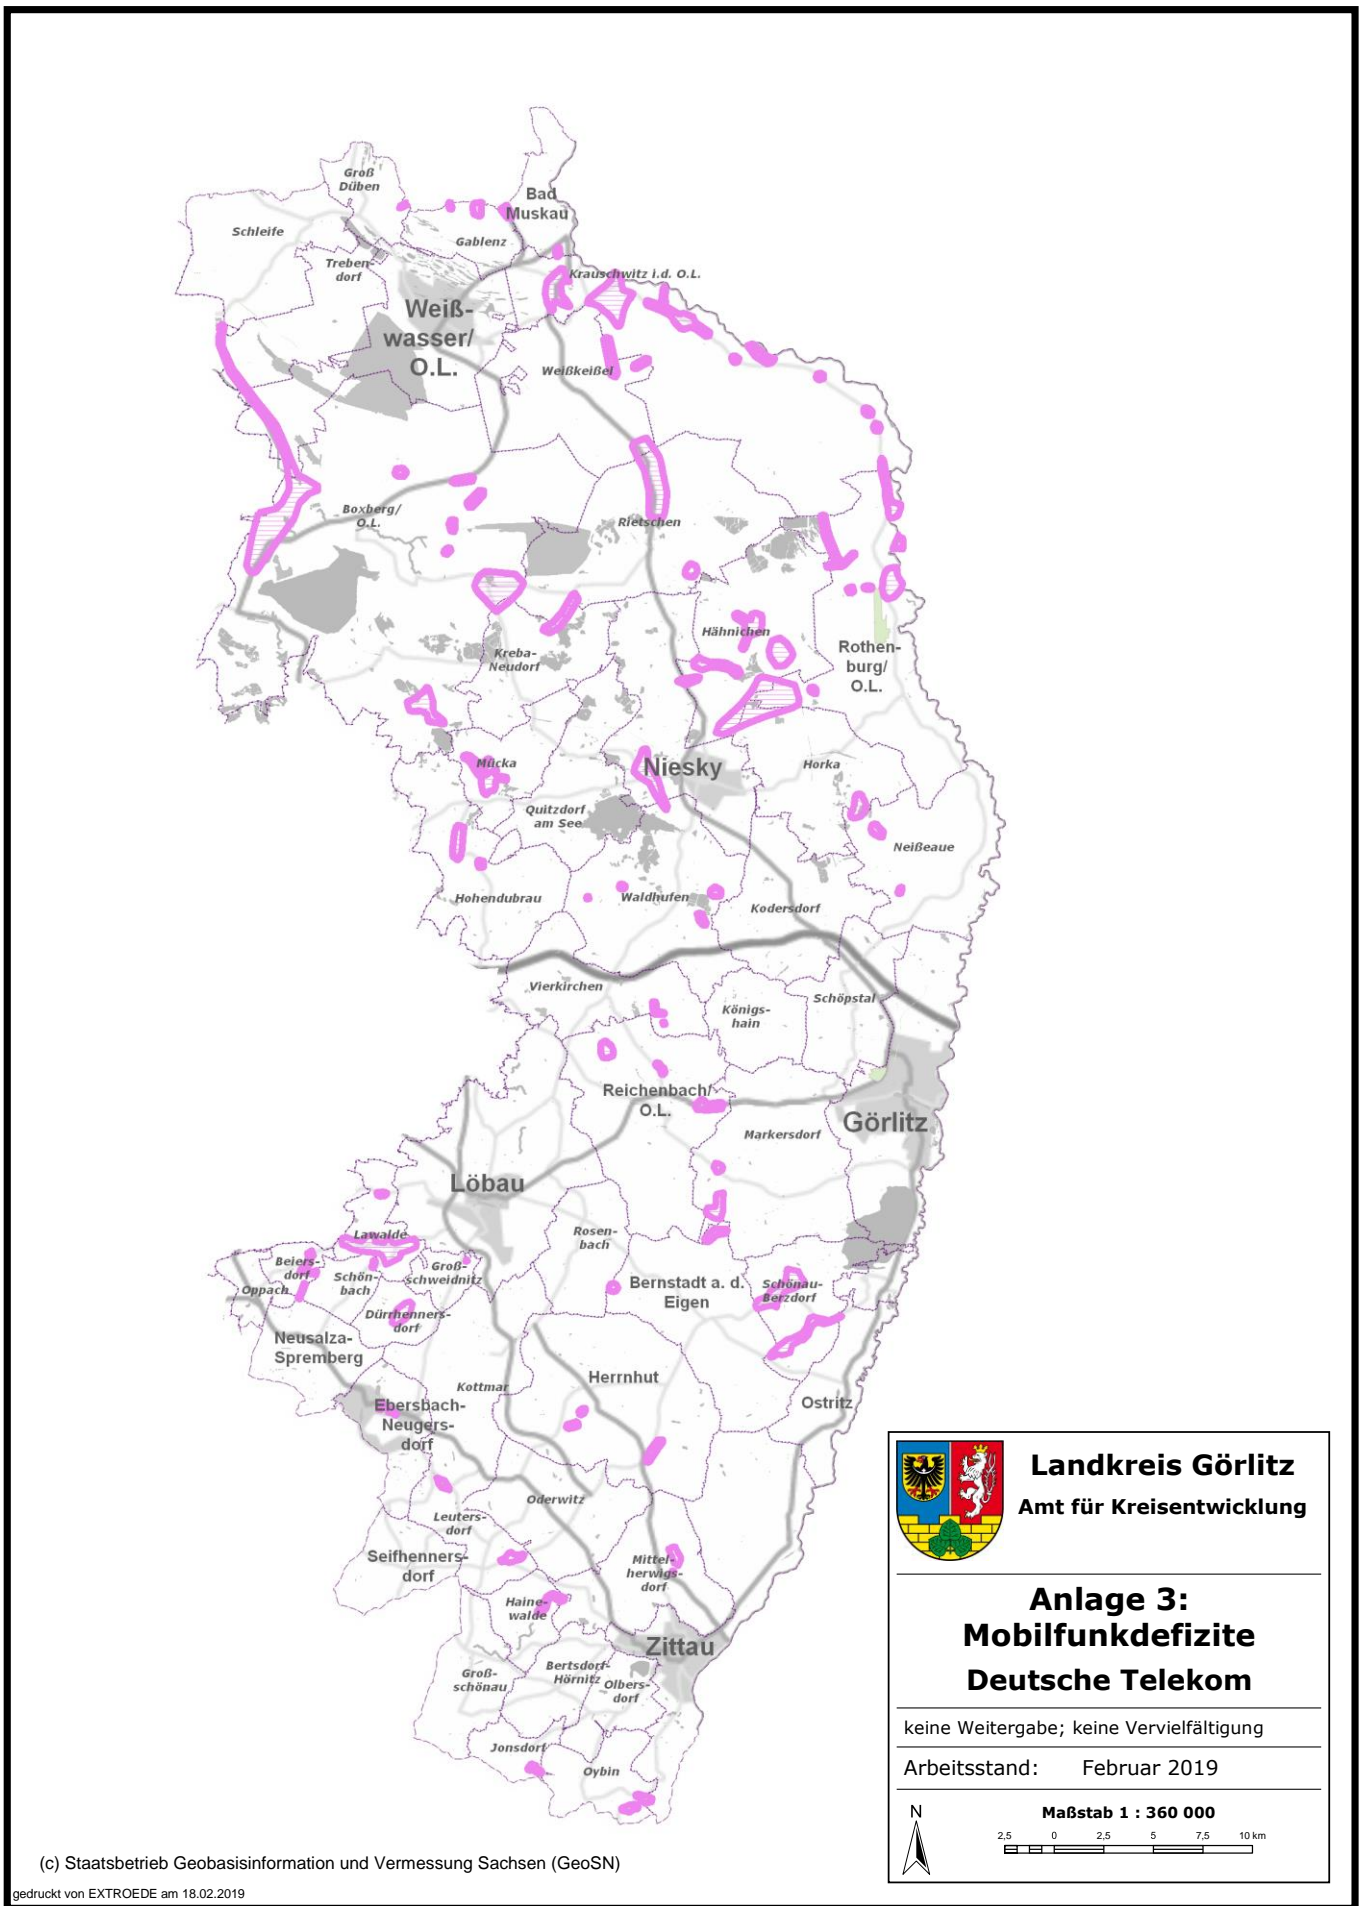 Groß
Düben
Bad
Muskau
Schleife
Gablenz
Treben-
dorf
Krauschwitz i.d. O.L.
Weiß-
wasser/
O.L.
Weißkeißel
Boxberg/
O.L.
Rietschen
Hähnichen
Kreba-
Neudorf
Rothen-
burg/
O.L.
Mücka
Niesky
Horka
Quitzdorf
am See
Neißeaue
Hohendubrau
Waldhufen
Kodersdorf
Vierkirchen
Königs-
hain
Schöpstal
Reichenbach/
O.L.
Görlitz
Markersdorf
Löbau
Rosen-
bach
Lawalde
Beiers-
dorf
Schön-
bach
Groß-
schweidnitz
Oppach
Bernstadt a. d.
Eigen
Schönau-
Berzdorf
Dürrhenners-
dorf
Neusalza-
Spremberg
Herrnhut
Kottmar
Ostritz
Ebersbach-
Neugers-
dorf
Oderwitz
Leuters-
dorf
Seifhenners-
dorf
Mittel-
herwigs-
dorf
Haine-
walde
Zittau
Groß-
schönau
Bertsdorf-
Hörnitz
Olbers-
dorf
Jonsdorf
Oybin
Landkreis Görlitz
Amt für Kreisentwicklung
Anlage 3:
Mobilfunkdefizite
Deutsche Telekom
keine Weitergabe; keine Vervielfältigung
Arbeitsstand: Februar 2019
N
Maßstab 1 : 360 000
2,5 0 2,5 5 7,5 10 km
(c) Staatsbetrieb Geobasisinformation und Vermessung Sachsen (GeoSN)
gedruckt von EXTROEDE am 18.02.2019